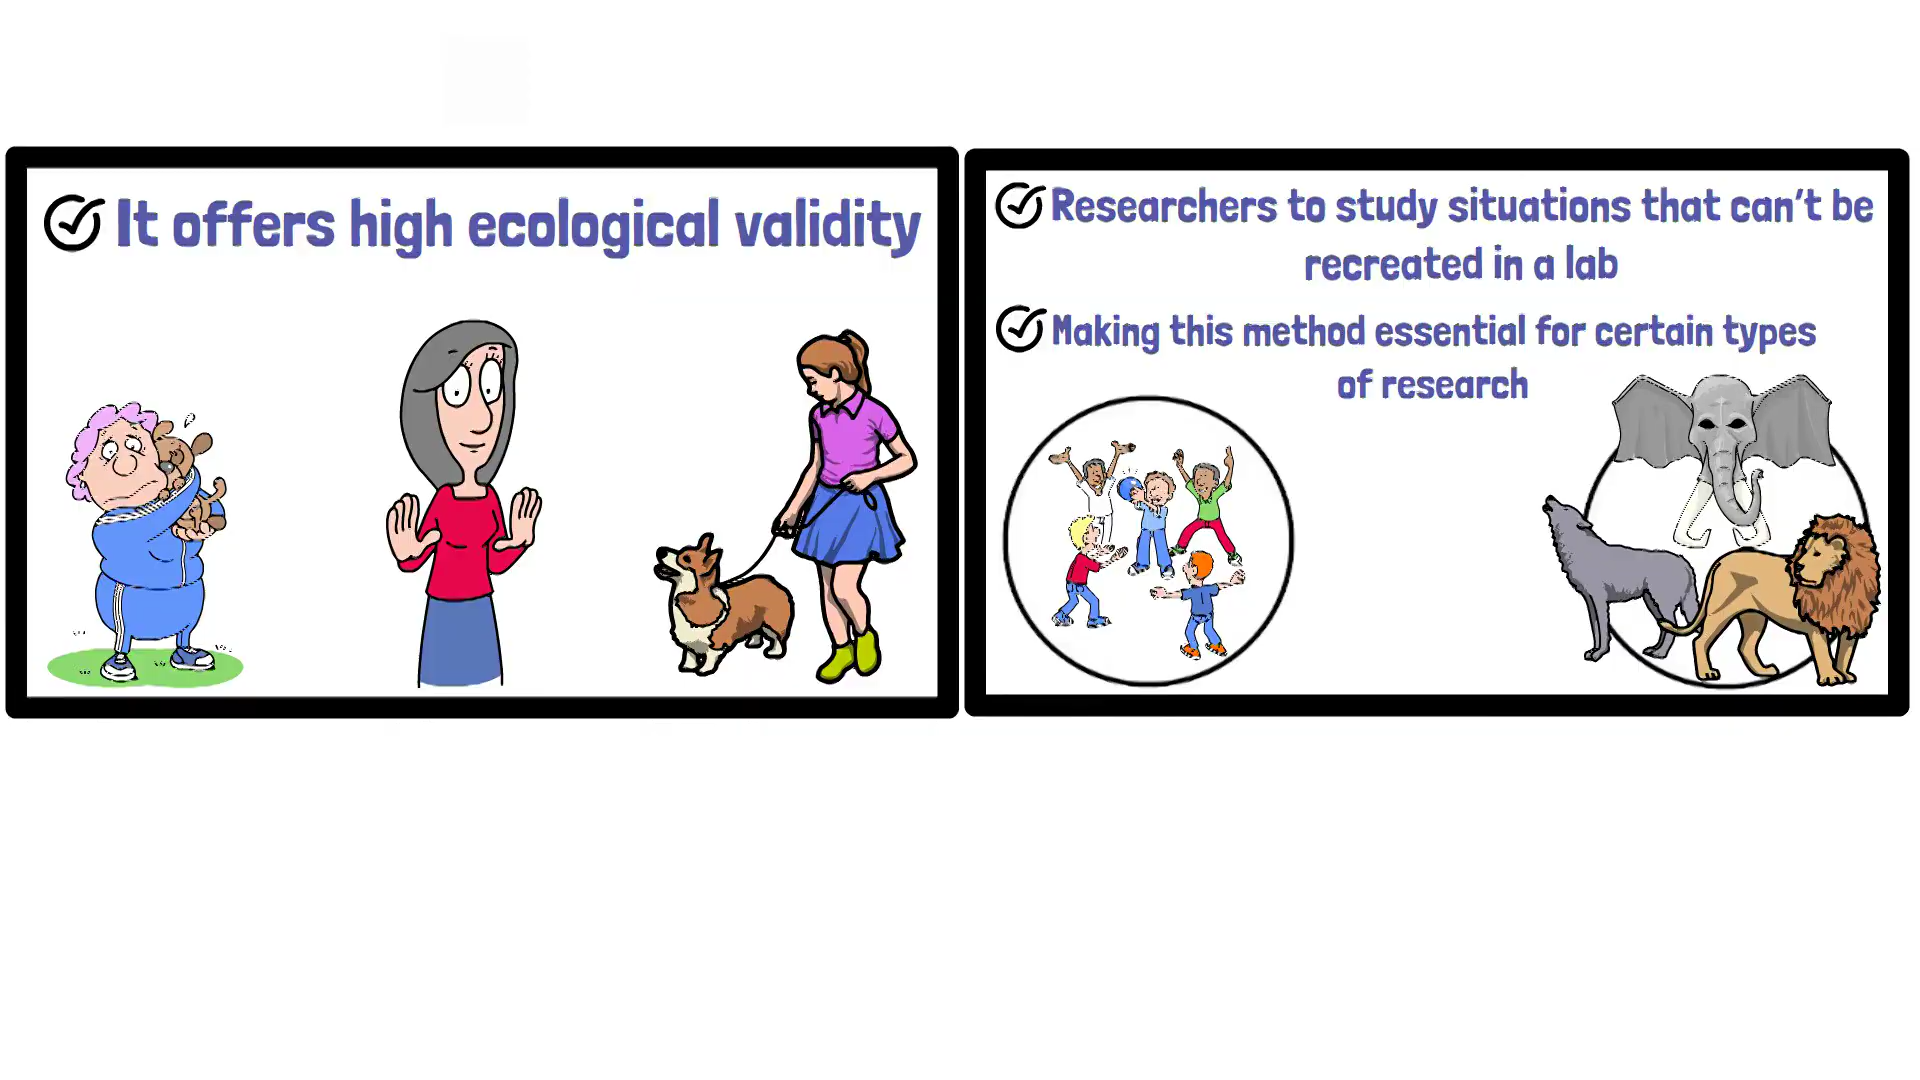 It offers high ecological validity
Researchers to study situations that can't be
recreated in a lab
Making this method essential for certain types
of research